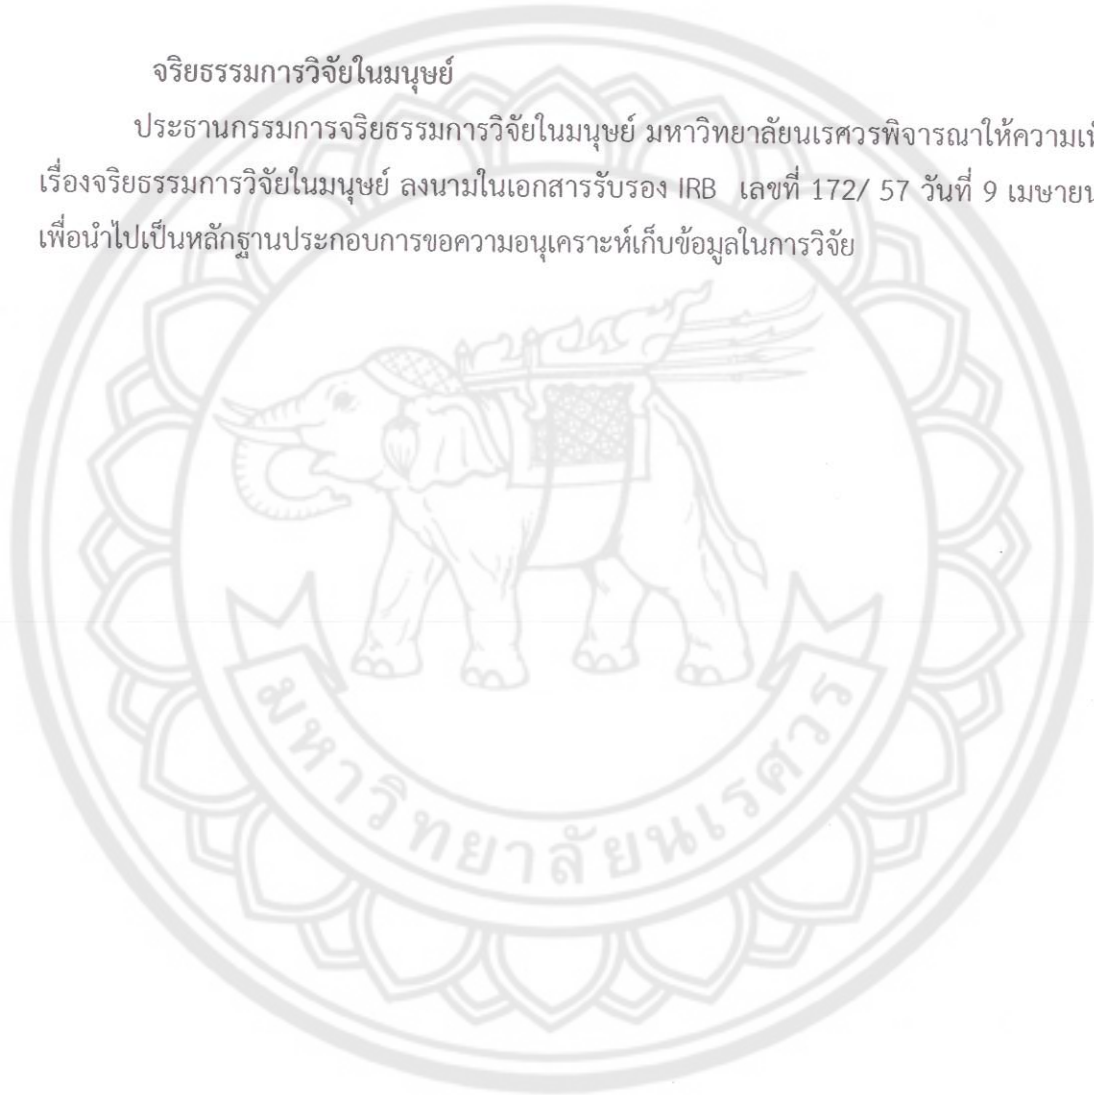 จริยธรรมการวิจัยในมนุษย์
ประธานกรรมการจริยธรรมการวิจัยในมนุษย์ มหาวิทยาลัยนเรศวรพิจารณาให้ความ
เรื่องจริยธรรมการวิจัยในมนุษย์ ลงนามในเอกสารรับรอง IRB เลขที่ 172/ 57 วันที่ 9 เมษายน
เพื่อนำไปเป็นหลักฐานประกอบการขอความอนุเคราะห์เก็บข้อมูลในการวิจัย
มหาวิทยาลัยนเรศวร